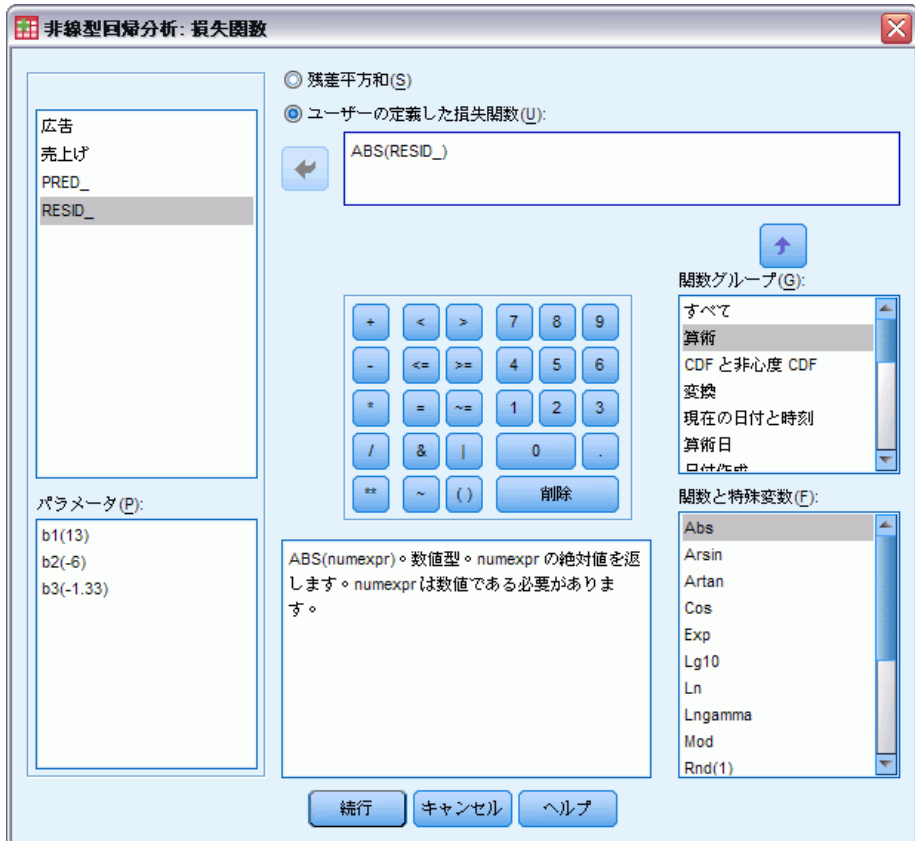 非線型回帰分析: 損失関数
残差平方和(S)
ユーザーの定義した損失関数(U):
広告
売上げ
PRED_
RESID_
ABS(RESID_)
関数グループ(G):
すべて
算術
CDF と非心度 CDF
変換
現在の日付と時刻
算術日
日付作成
+ < > 7 8 9
- <= >= 4 5 6
* = ~= 1 2 3
/ & | 0 .
** ~ ( ) 削除
パラメータ(P):
b1(13)
b2(-6)
b3(-1.33)
ABS(numexpr)。数値型。numexpr の絶対値を返
します。numexpr は数値である必要がありま
す。
関数と特殊変数(F):
Abs
Arsin
Artan
Cos
Exp
Lg10
Ln
Lngamma
Mod
Rnd(1)
続行 キャンセル ヘルプ